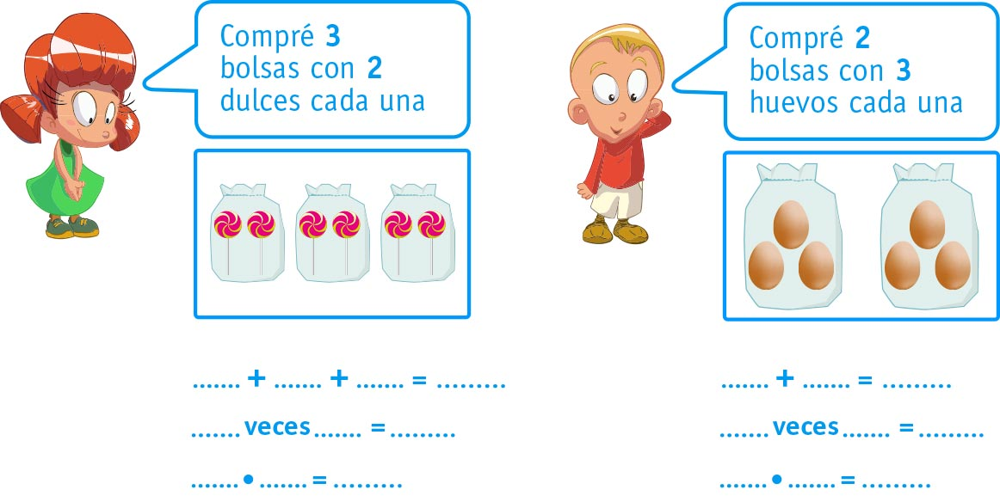 Compré 3
bolsas con 2
dulces cada una
Compré 2
bolsas con 3
huevos cada una
....... + ....... + ....... = .........
....... veces ....... = .........
....... • ....... = .........
....... + ....... = .........
....... veces ....... = .........
....... • ....... = .........